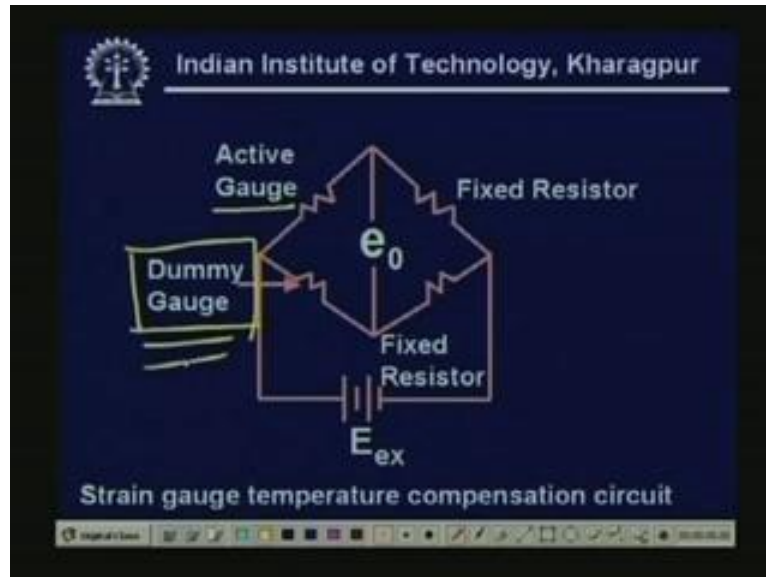 Indian Institute of Technology, Kharagpur
Active
Gauge
Fixed Resistor
e0
Dummy
Gauge
Fixed
Resistor
Eex
Strain gauge temperature compensation circuit